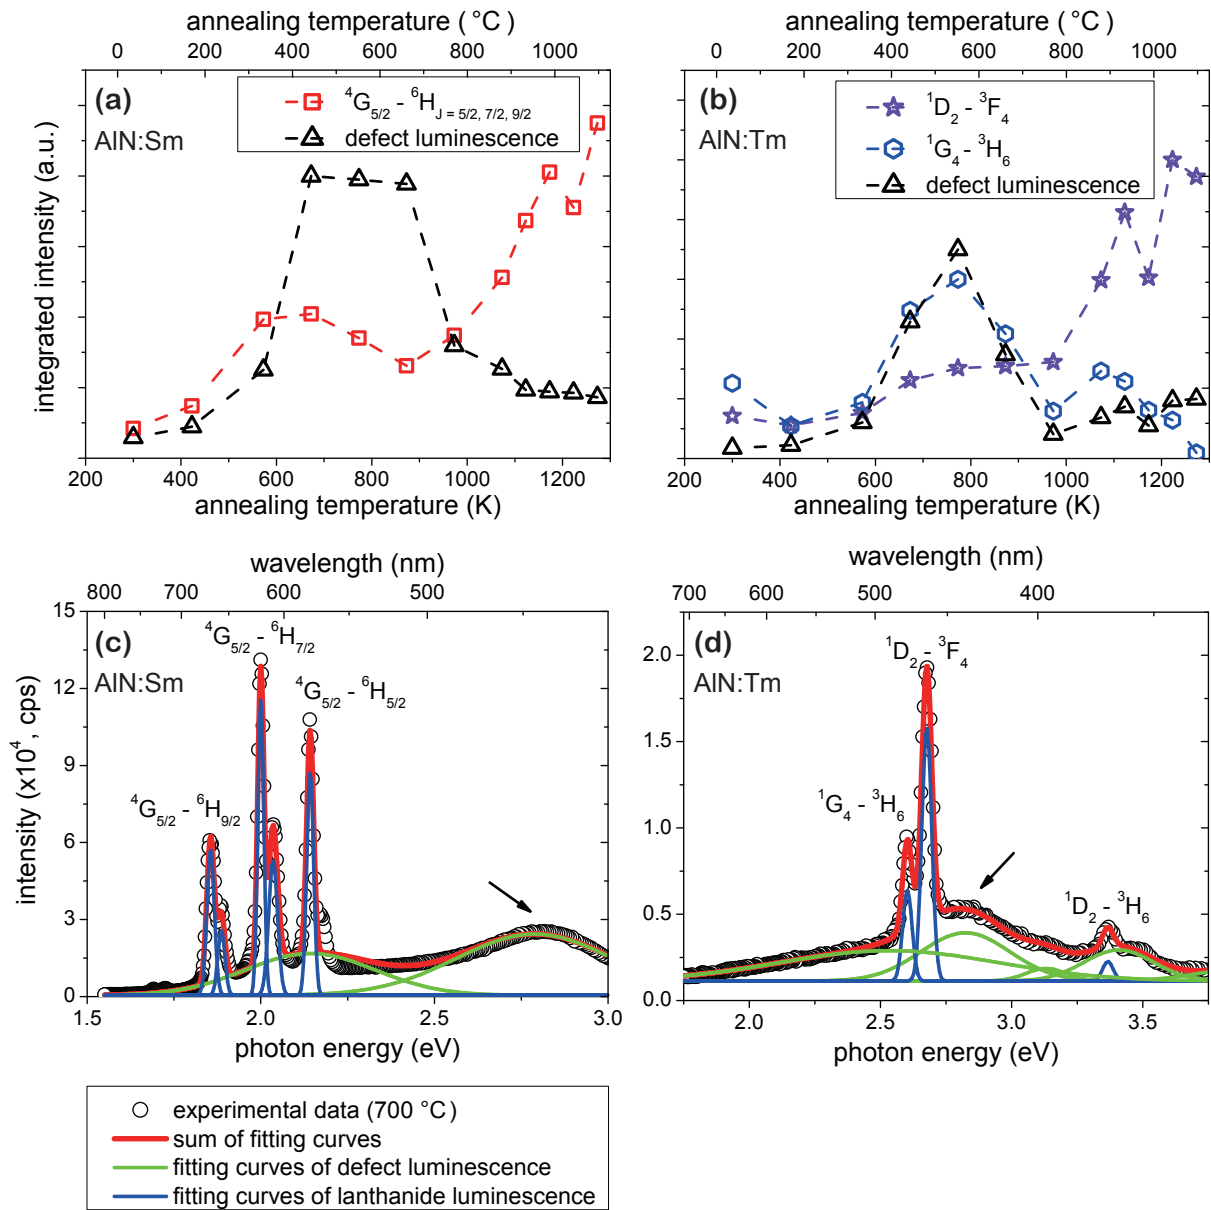 annealing temperature ( °C )
0 200 400 600 800 1000
(a)
AlN:Sm
⁴G₅/₂ - ⁶H J = 5/2, 7/2, 9/2
defect luminescence
integrated intensity (a.u.)
200 400 600 800 1000 1200
annealing temperature (K)
annealing temperature ( °C )
0 200 400 600 800 1000
(b)
AlN:Tm
¹D₂ - ³F₄
¹G₄ - ³H₆
defect luminescence
200 400 600 800 1000 1200
annealing temperature (K)
wavelength (nm)
800 700 600 500
(c)
AlN:Sm
⁴G₅/₂ - ⁶H₇/₂
⁴G₅/₂ - ⁶H₅/₂
⁴G₅/₂ - ⁶H₉/₂
15
12
9
6
3
0
intensity (x10⁴, cps)
1.5 2.0 2.5 3.0
photon energy (eV)
wavelength (nm)
700 600 500 400
(d)
AlN:Tm
¹D₂ - ³F₄
¹G₄ - ³H₆
¹D₂ - ³H₆
2.0
1.5
1.0
0.5
0.0
2.0 2.5 3.0 3.5
photon energy (eV)
experimental data (700 °C )
sum of fitting curves
fitting curves of defect luminescence
fitting curves of lanthanide luminescence